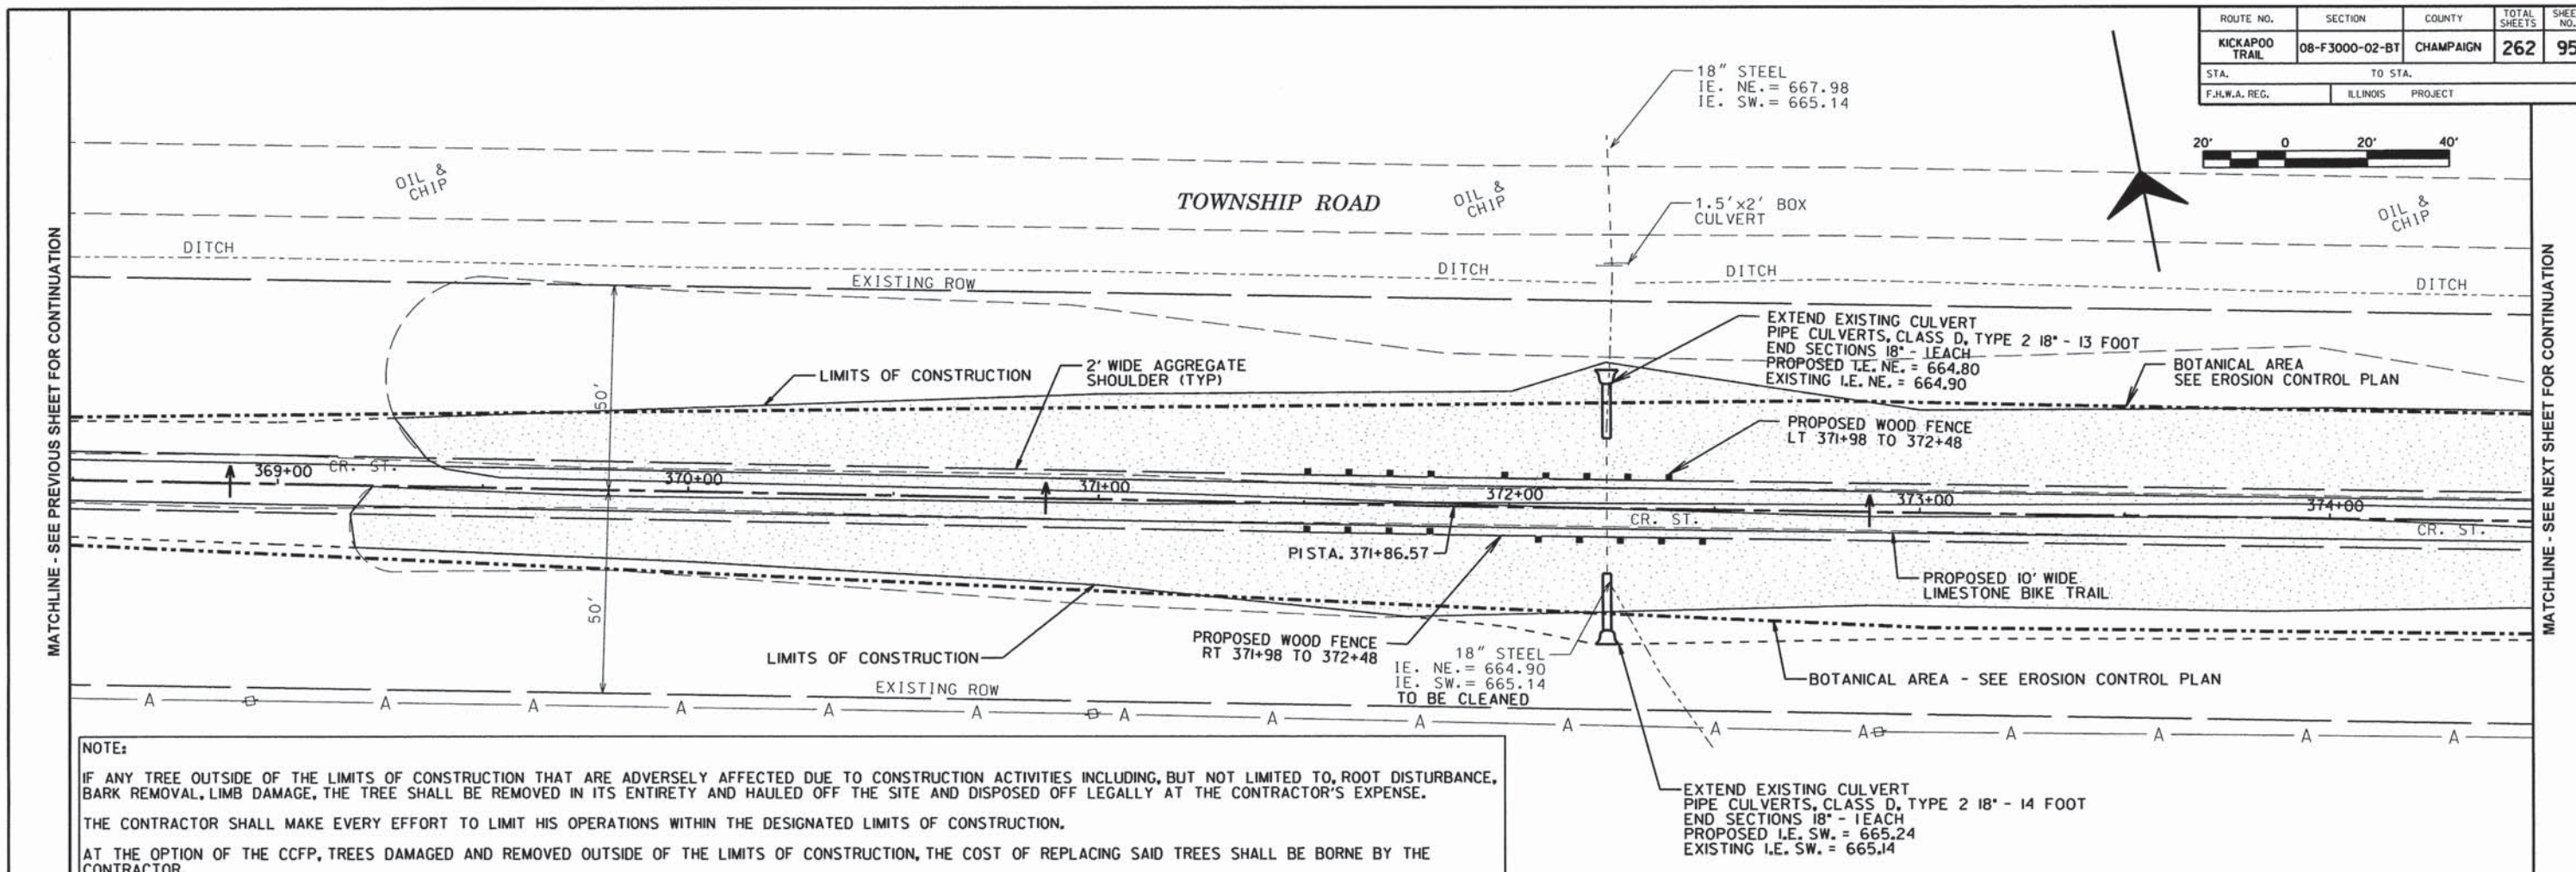 ROUTE NO. SECTION COUNTY TOTAL SHEETS
KICKAPOO TRAIL 08-F3000-02-BT CHAMPAIGN 262 95
STA. TO STA.
F.H.W.A. REG. ILLINOIS PROJECT
20' 0 20' 40'
18" STEEL
IE. NE.= 667.98
IE. SW.= 665.14
OIL &
CHIP
TOWNSHIP ROAD
OIL &
CHIP
1.5'x2' BOX
CULVERT
OIL &
CHIP
MATCHLINE - SEE PREVIOUS SHEET FOR CONTINUATION
MATCHLINE - SEE NEXT SHEET FOR CONTINUATION
DITCH
DITCH
DITCH
DITCH
EXISTING ROW
EXTEND EXISTING CULVERT
PIPE CULVERTS, CLASS D, TYPE 2 18" - 13 FOOT
END SECTIONS 18" - 1 EACH
PROPOSED I.E. NE. = 664.80
EXISTING I.E. NE. = 664.90
BOTANICAL AREA
SEE EROSION CONTROL PLAN
2' WIDE AGGREGATE
SHOULDER (TYP)
LIMITS OF CONSTRUCTION
50'
PROPOSED WOOD FENCE
LT 371+98 TO 372+48
369+00 CR. ST.
370+00
371+00
372+00
373+00
374+00
CR. ST.
CR. ST.
PI STA. 371+86.57
PROPOSED 10' WIDE
LIMESTONE BIKE TRAIL
50'
PROPOSED WOOD FENCE
RT 371+98 TO 372+48
LIMITS OF CONSTRUCTION
18" STEEL
IE. NE.= 664.90
IE. SW.= 665.14
TO BE CLEANED
BOTANICAL AREA - SEE EROSION CONTROL PLAN
EXISTING ROW
A A A A A A A A A A A A A A A A
NOTE:
IF ANY TREE OUTSIDE OF THE LIMITS OF CONSTRUCTION THAT ARE ADVERSELY AFFECTED DUE TO CONSTRUCTION ACTIVITIES INCLUDING, BUT NOT LIMITED TO, ROOT DISTURBANCE,
BARK REMOVAL, LIMB DAMAGE, THE TREE SHALL BE REMOVED IN ITS ENTIRETY AND HAULED OFF THE SITE AND DISPOSED OFF LEGALLY AT THE CONTRACTOR'S EXPENSE.
THE CONTRACTOR SHALL MAKE EVERY EFFORT TO LIMIT HIS OPERATIONS WITHIN THE DESIGNATED LIMITS OF CONSTRUCTION.
AT THE OPTION OF THE CCFP, TREES DAMAGED AND REMOVED OUTSIDE OF THE LIMITS OF CONSTRUCTION, THE COST OF REPLACING SAID TREES SHALL BE BORNE BY THE
CONTRACTOR
EXTEND EXISTING CULVERT
PIPE CULVERTS, CLASS D, TYPE 2 18" - 14 FOOT
END SECTIONS 18" - 1 EACH
PROPOSED I.E. SW. = 665.24
EXISTING I.E. SW. = 665.14